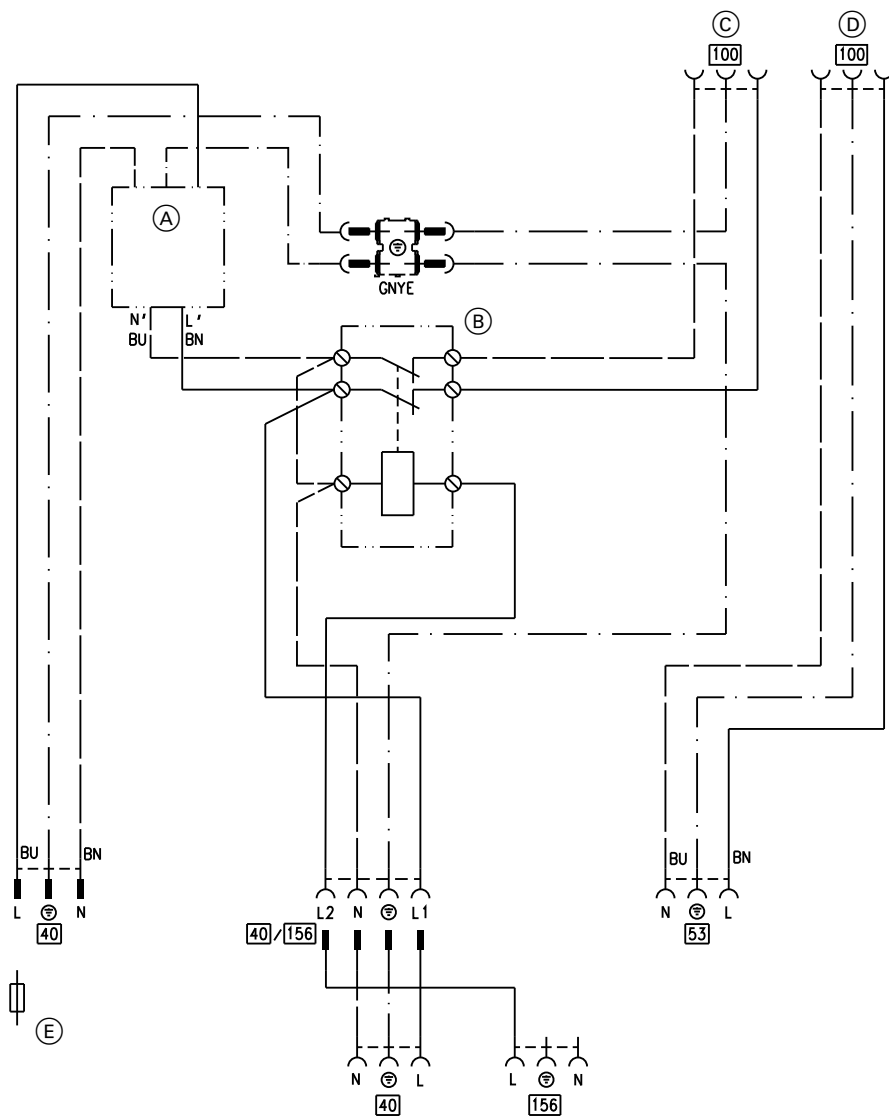 C D
100 100
A
GNYE
N' L'
BU BN
B
BU BN
BU BN
L N
L2 N L1
N L
40
40 / 156
53
E
N L
L N
40
156